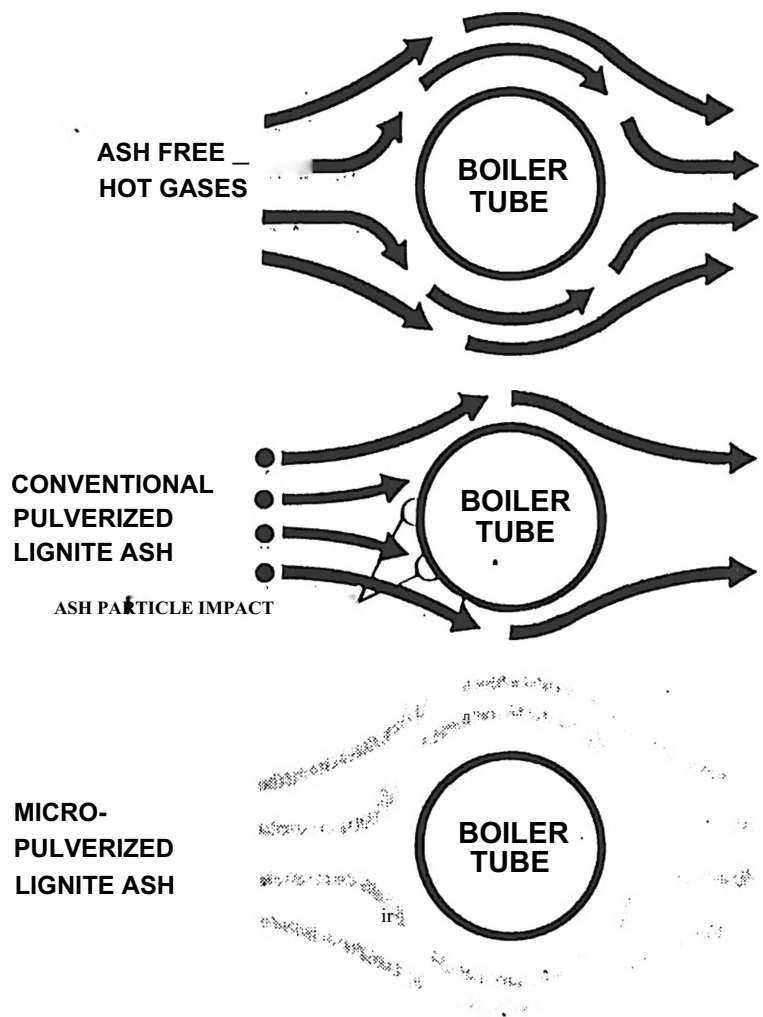 ASH FREE _
HOT GASES
BOILER
TUBE
CONVENTIONAL
PULVERIZED
LIGNITE ASH
BOILER
TUBE
ASH PARTICLE IMPACT
MICRO-
PULVERIZED
LIGNITE ASH
BOILER
TUBE
ir